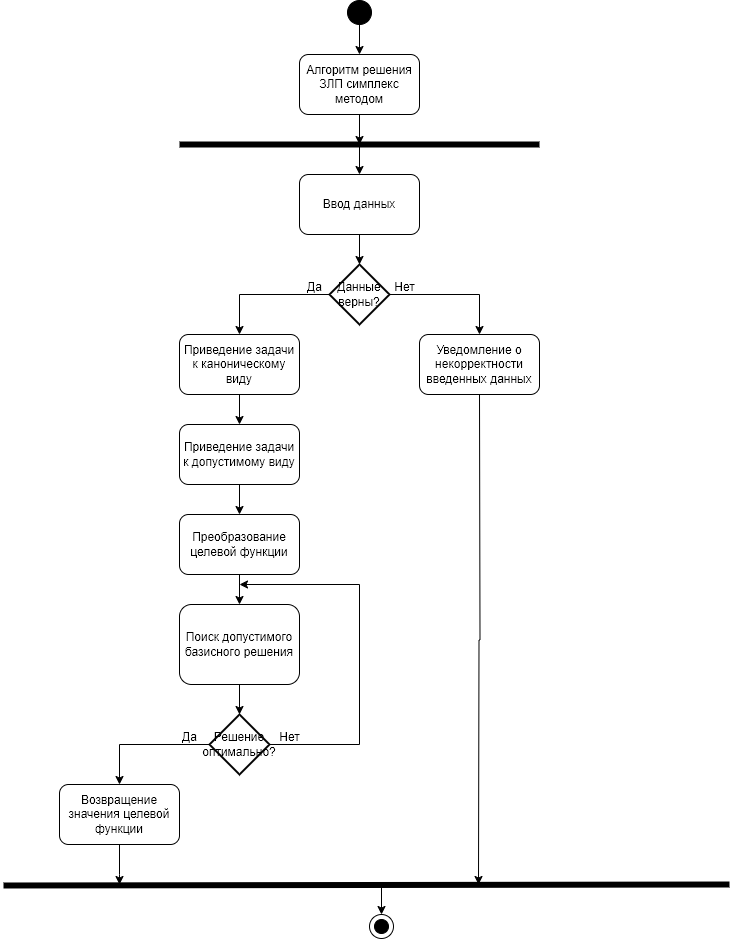 Алгоритм решения
ЗЛП симплекс
методом
Ввод данных
Да
Данные
верны?
Нет
Приведение задачи
к каноническому
виду
Уведомление о
некорректности
введенных данных
Приведение задачи
к допустимому виду
Преобразование
целевой функции
Поиск допустимого
базисного решения
Да
Решение
оптимально?
Нет
Возвращение
значения целевой
функции